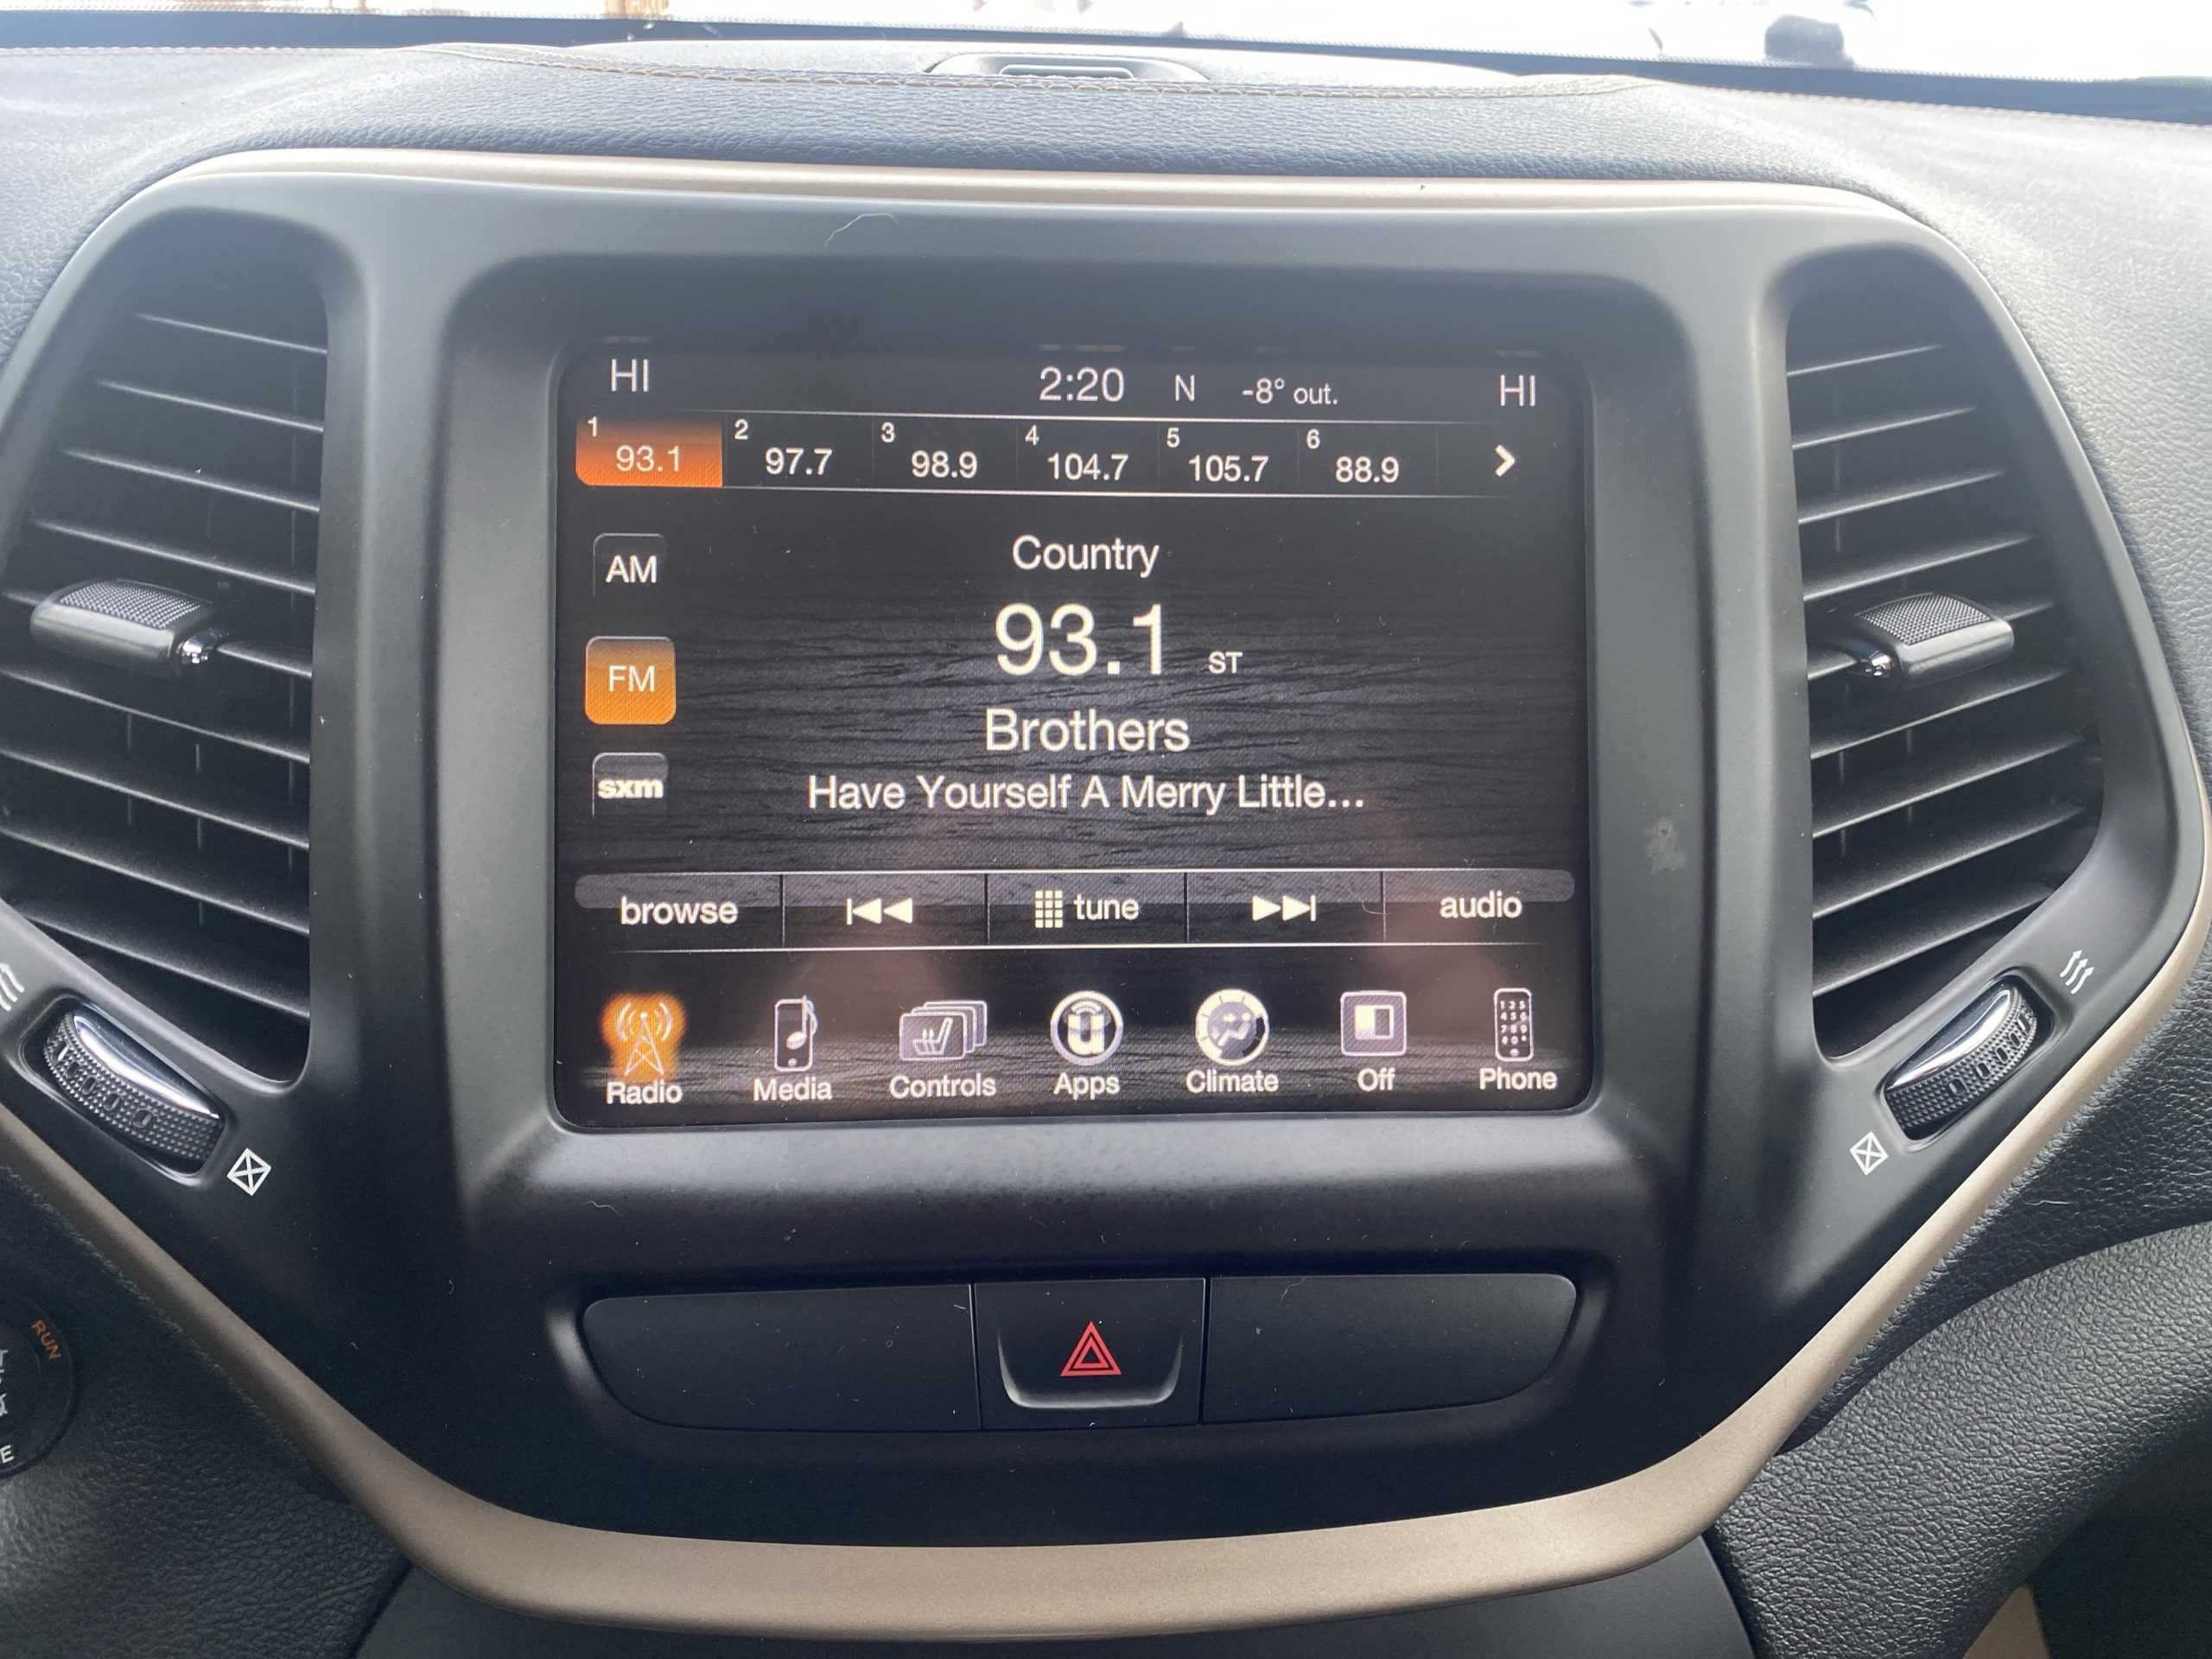 HI 2:20 N -8° out. HI
1 93.1 2 97.7 3 98.9 4 104.7 5 105.7 6 88.9
AM
Country
93.1 ST
FM
Brothers
sxm
Have Yourself A Merry Little...
browse tune audio
Radio Media Controls Apps Climate Off Phone
RUN